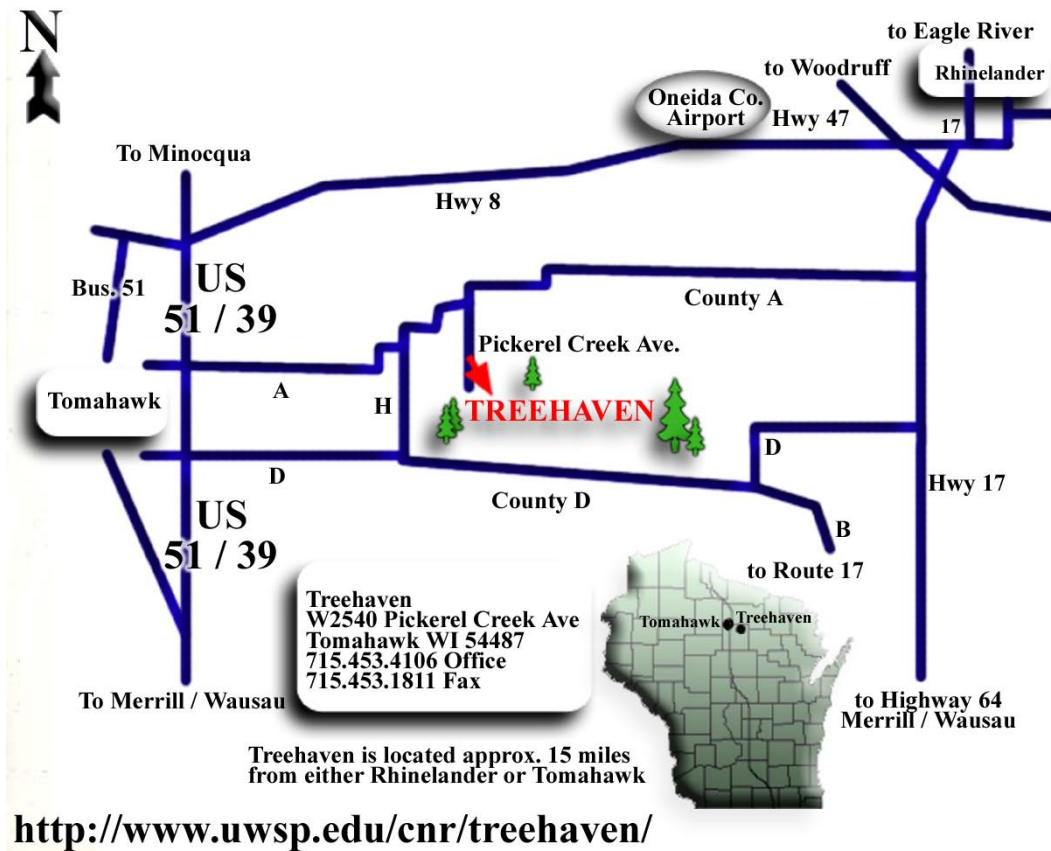 N
to Eagle River
to Woodruff
Rhinelander
Oneida Co.
Airport
Hwy 47
17
To Minocqua
Hwy 8
US
51 / 39
Bus. 51
County A
Pickerel Creek Ave.
A
H
Tomahawk
TREEHAVEN
D
D
County D
Hwy 17
US
51 / 39
B
to Route 17
Treehaven
W2540 Pickerel Creek Ave
Tomahawk WI 54487
715.453.4106 Office
715.453.1811 Fax
Tomahawk
Treehaven
To Merrill / Wausau
to Highway 64
Merrill / Wausau
Treehaven is located approx. 15 miles
from either Rhinelander or Tomahawk
http://www.uwsp.edu/cnr/treehaven/